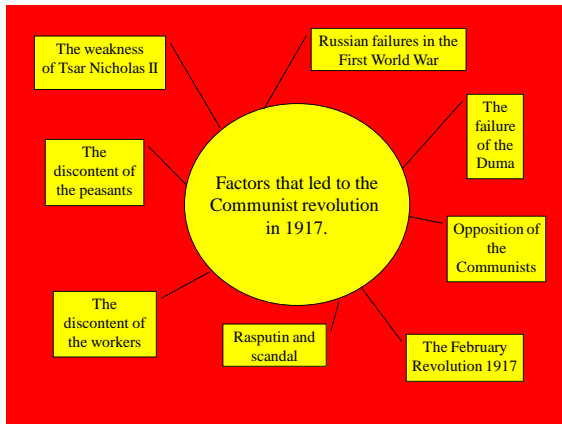 The weakness
of Tsar Nicholas II
Russian failures in the
First World War
The
failure
of the
Duma
The
discontent of
the peasants
Factors that led to the
Communist revolution
in 1917.
Opposition of
the
Communists
The
discontent of
the workers
Rasputin and
scandal
The February
Revolution 1917